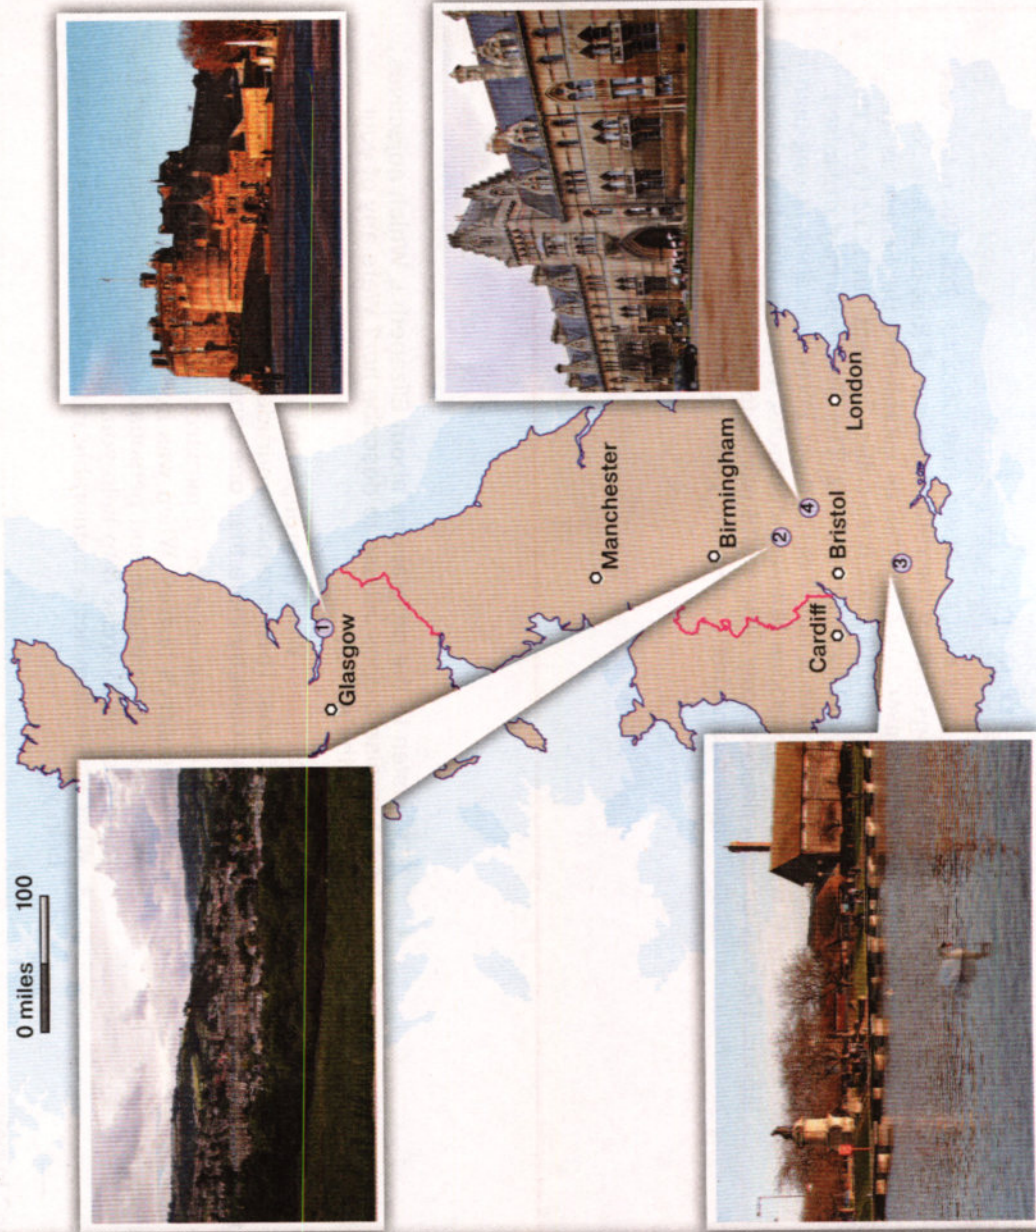 0 miles 100
1
Glasgow
Manchester
Birmingham
2
4
Cardiff
Bristol
London
3